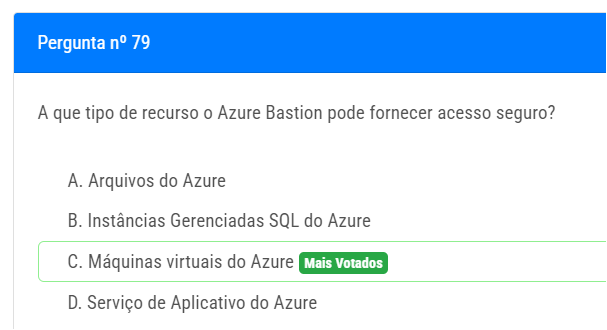 Pergunta nº 79
A que tipo de recurso o Azure Bastion pode fornecer acesso seguro?
A. Arquivos do Azure
B. Instâncias Gerenciadas SQL do Azure
C. Máquinas virtuais do Azure Mais Votados
D. Serviço de Aplicativo do Azure